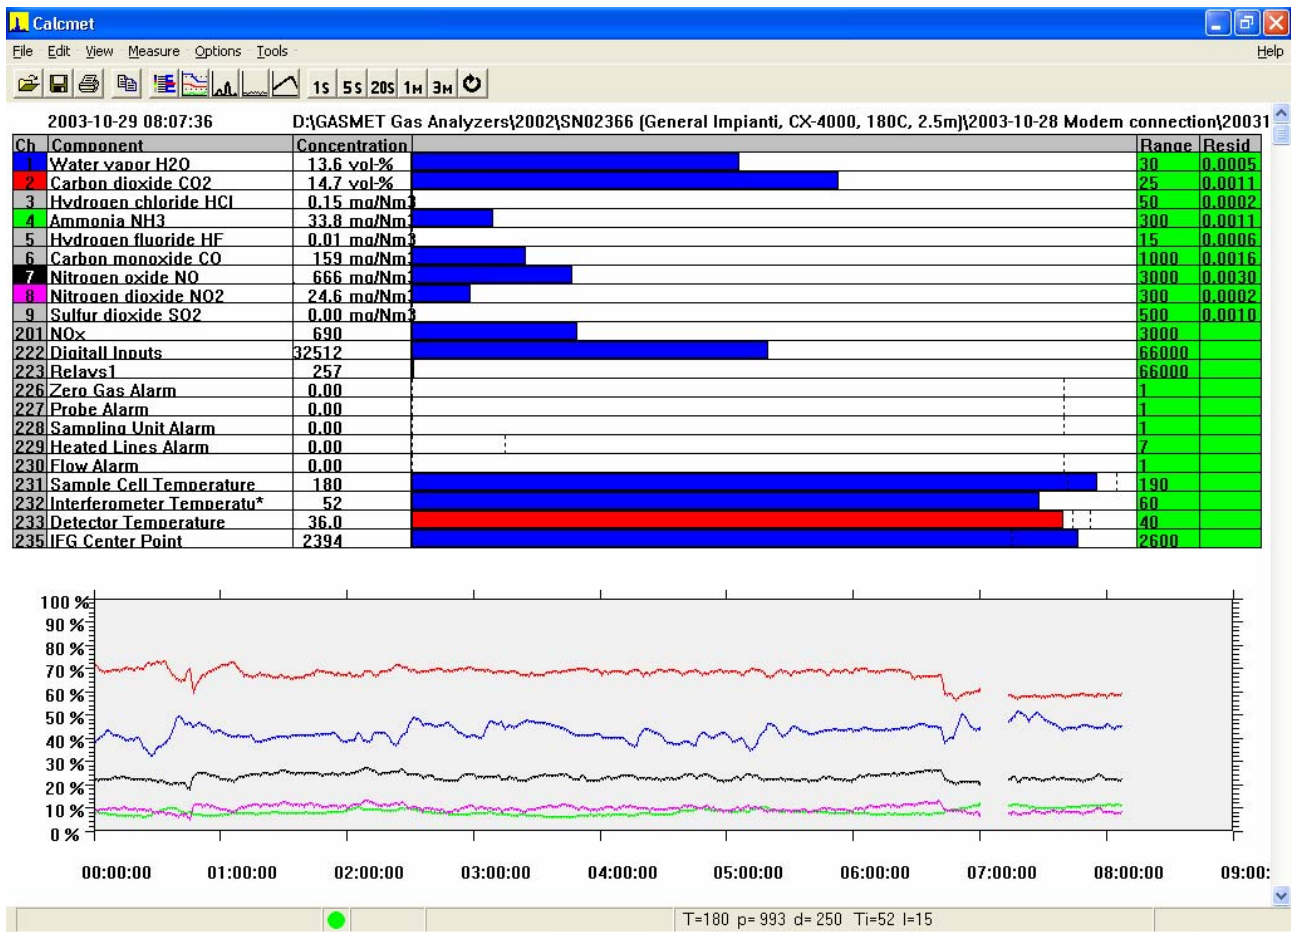 Calcmet
File Edit View Measure Options Tools Help
1S 5S 20S 1M 3M
2003-10-29 08:07:36 D:\GASMET Gas Analyzers\2002\SN02366 (General Impianti, CX-4000, 180C, 2.5m)\2003-10-28 Modem connection\20031
Ch Component Concentration Range Resid
1 Water vapor H2O 13.6 vol-% 30 0.0005
2 Carbon dioxide CO2 14.7 vol-% 25 0.0011
3 Hydrogen chloride HCl 0.15 mg/Nm3 50 0.0002
4 Ammonia NH3 33.8 mg/Nm3 300 0.0011
5 Hydrogen fluoride HF 0.01 mg/Nm3 15 0.0006
6 Carbon monoxide CO 159 mg/Nm3 1000 0.0016
7 Nitrogen oxide NO 666 mg/Nm3 3000 0.0030
8 Nitrogen dioxide NO2 24.6 mg/Nm3 300 0.0002
9 Sulfur dioxide SO2 0.00 mg/Nm3 500 0.0010
201 NOx 690 3000
222 Digitall Inputs 32512 66000
223 Relays1 257 66000
226 Zero Gas Alarm 0.00 1
227 Probe Alarm 0.00 1
228 Sampling Unit Alarm 0.00 1
229 Heated Lines Alarm 0.00 7
230 Flow Alarm 0.00 1
231 Sample Cell Temperature 180 190
232 Interferometer Temperatu* 52 60
233 Detector Temperature 36.0 40
235 IFG Center Point 2394 2600
100 %
90 %
80 %
70 %
60 %
50 %
40 %
30 %
20 %
10 %
0 %
00:00:00 01:00:00 02:00:00 03:00:00 04:00:00 05:00:00 06:00:00 07:00:00 08:00:00 09:00:
T=180 p= 993 d= 250 Ti=52 I=15